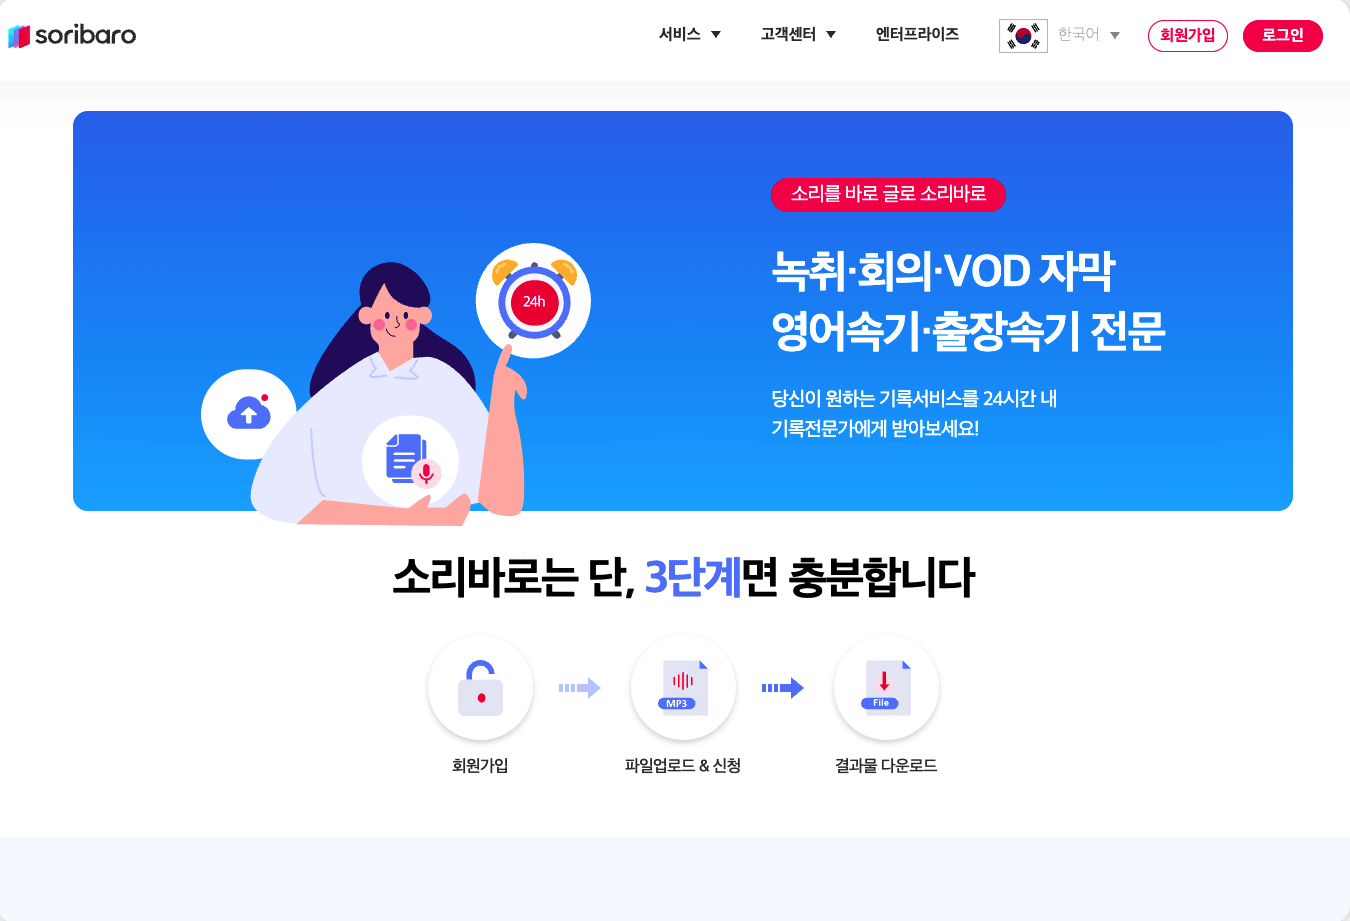 soribaro
서비스 ▼
고객센터 ▼
엔터프라이즈
한국어 ▼
회원가입
로그인
소리를 바로 글로 소리바로
녹취·회의·VOD 자막
영어속기·출장속기 전문
당신이 원하는 기록서비스를 24시간 내
기록전문가에게 받아보세요!
24h
소리바로는 단, 3단계면 충분합니다
MP3
File
회원가입
파일업로드 & 신청
결과물 다운로드